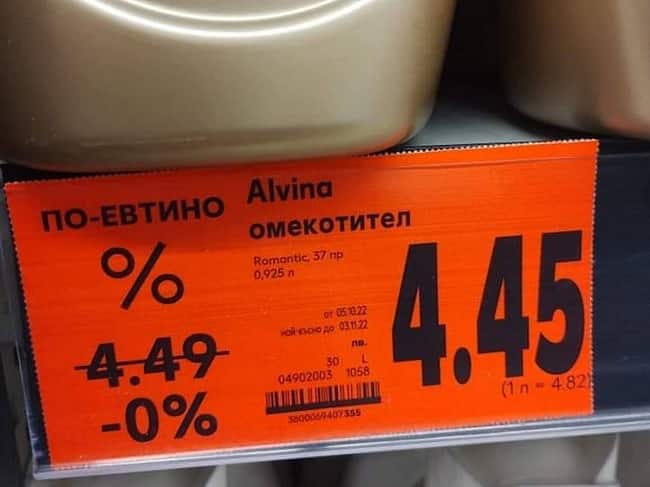 ПО-ЕВТИНО
%
4.49
-0%
Alvina
омекотител
Romantic, 37 пр
0,925 л
от 05.10.22
най-късно до 03.11.22
лв.
30 L
04902003 1058
3800069407355
4.45
(1 л = 4.82)